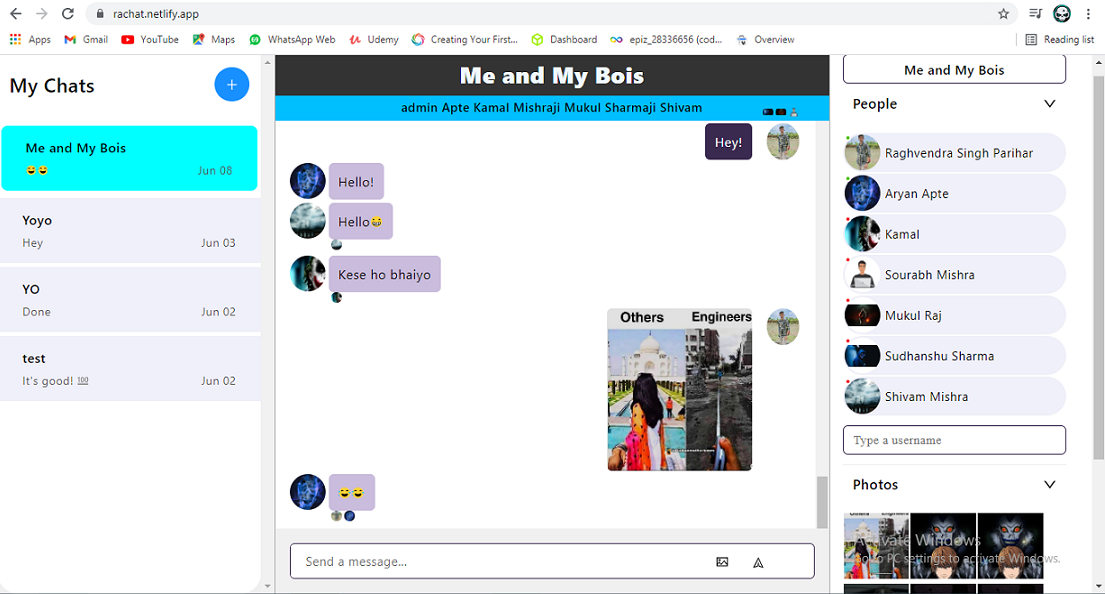 rachat.netlify.app
Apps Gmail YouTube Maps WhatsApp Web Udemy Creating Your First... Dashboard epiz_28336656 (cod... Overview Reading list
My Chats
+
Me and My Bois
😂😂 Jun 08
Yoyo
Hey Jun 03
YO
Done Jun 02
test
It's good! 💯 Jun 02
Me and My Bois
admin Apte Kamal Mishraji Mukul Sharmaji Shivam
Hey!
Hello!
Hello😂
Kese ho bhaiyo
Others Engineers
😂😂
Send a message...
Me and My Bois
People
Raghvendra Singh Parihar
Aryan Apte
Kamal
Sourabh Mishra
Mukul Raj
Sudhanshu Sharma
Shivam Mishra
Type a username
Photos
Activate Windows
Go to PC settings to activate Windows.